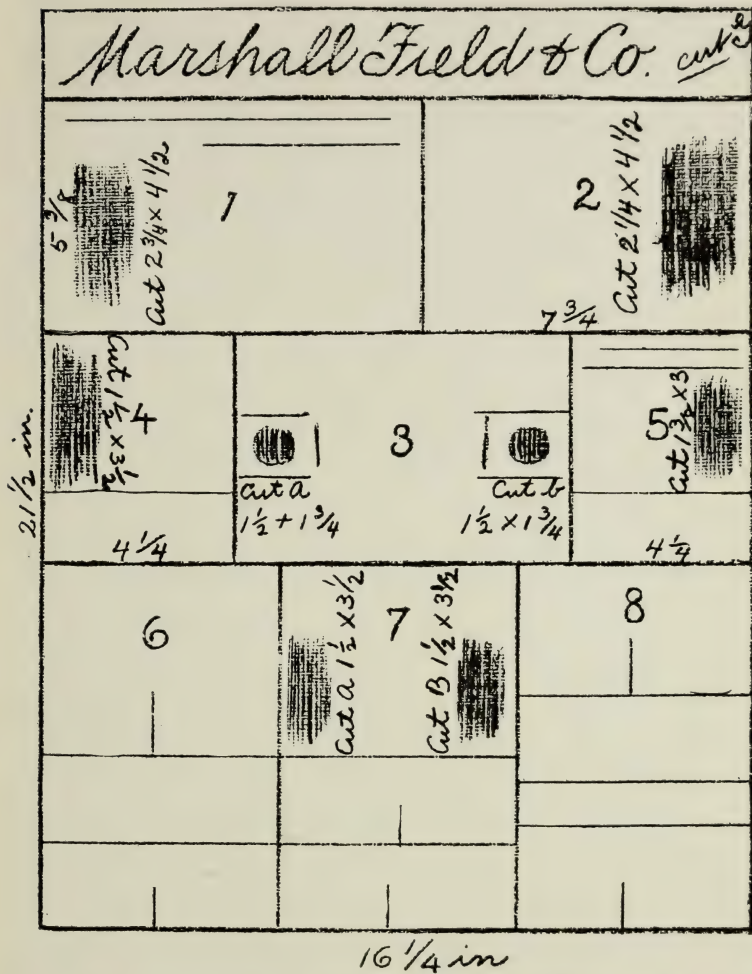 Marshall Field & Co. cut
5 3/8
Cut 2 3/4 x 4 1/2
1
2
Cut 2 1/4 x 4 1/2
7 3/4
4
Cut 1 1/2 x 3 1/2
4 1/4
3
Cut a
1 1/2 + 1 3/4
Cut b
1 1/2 x 1 3/4
5
Cut 1 3/4 x 3
4 1/4
6
7
Cut a 1 1/2 x 3 1/2
Cut B 1 1/2 x 3 1/2
8
21 1/2 in.
16 1/4 in